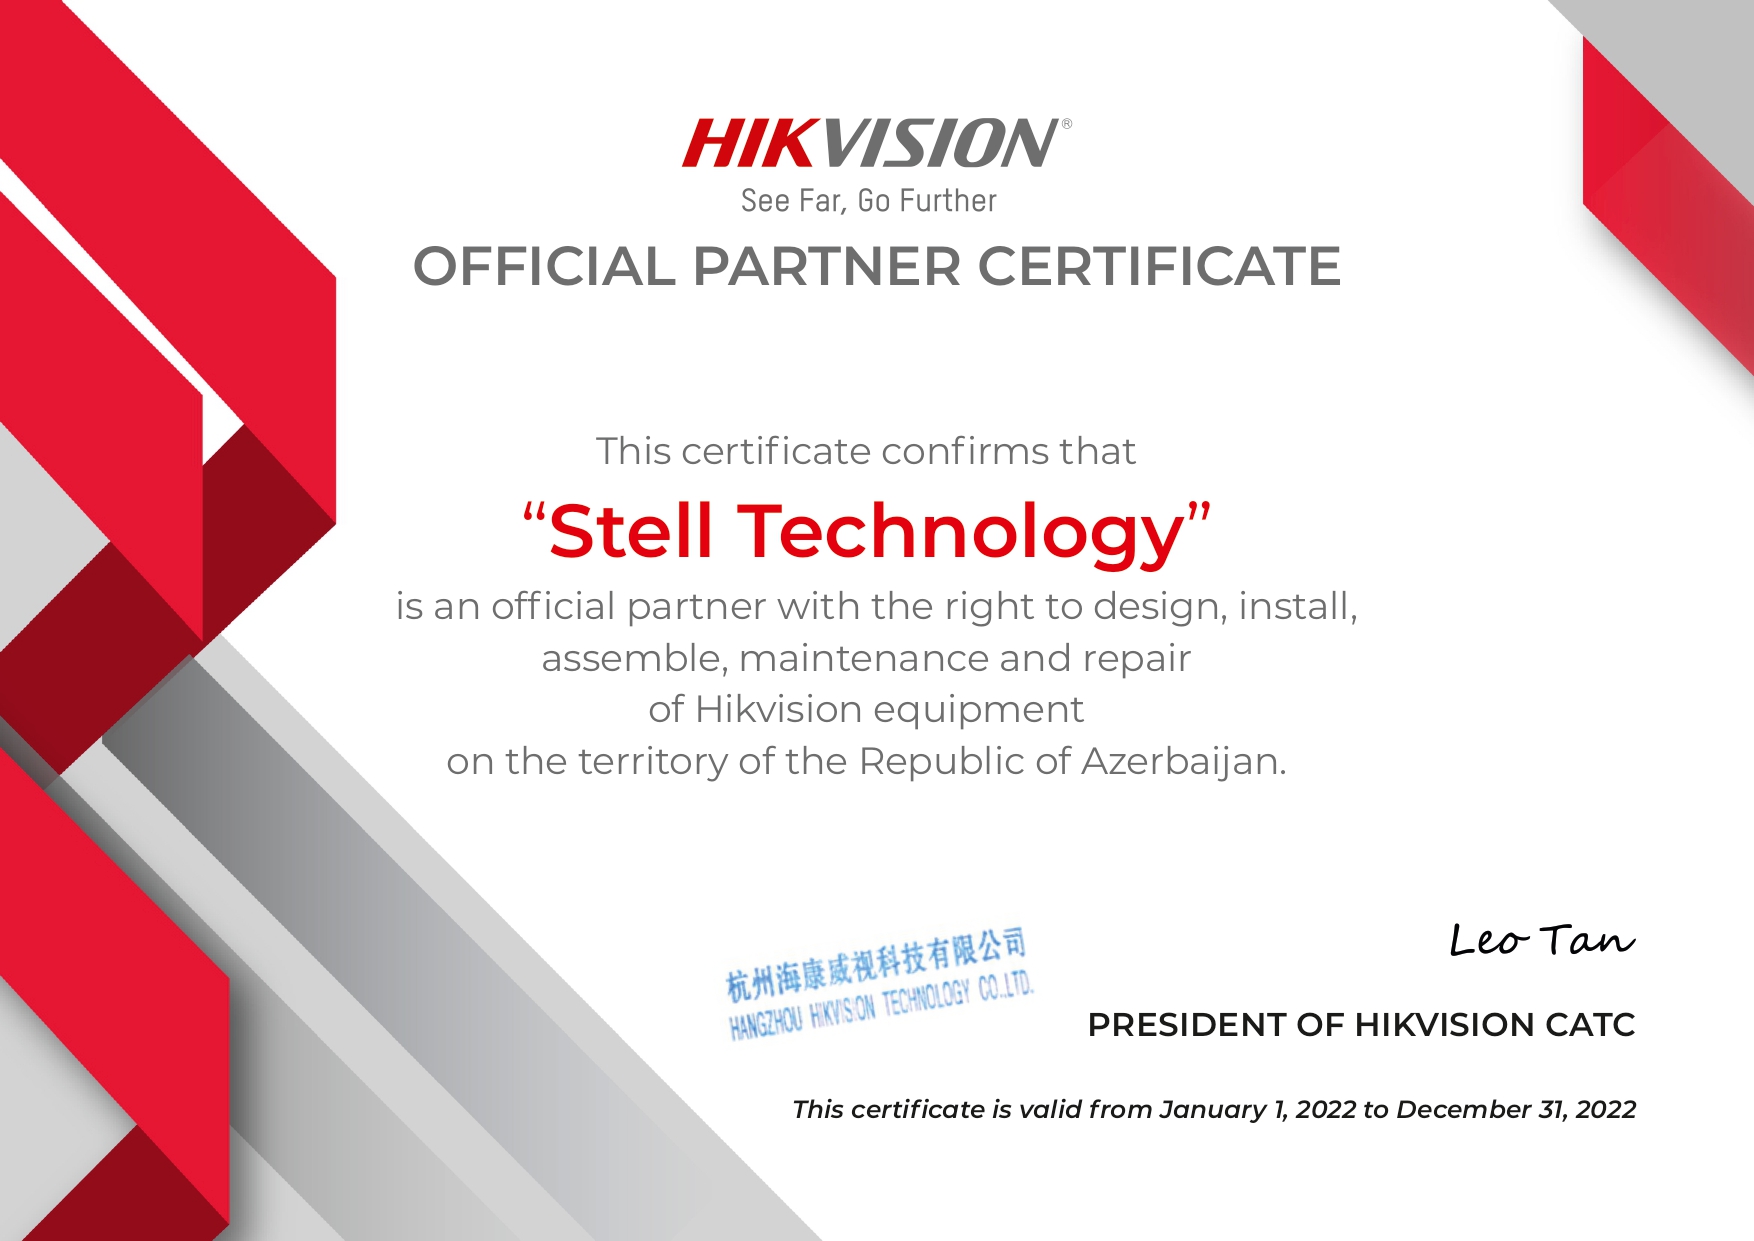 HIKVISION®
See Far, Go Further
OFFICIAL PARTNER CERTIFICATE
This certificate confirms that
“Stell Technology”
is an official partner with the right to design, install,
assemble, maintenance and repair
of Hikvision equipment
on the territory of the Republic of Azerbaijan.
杭州海康威视科技有限公司
HANGZHOU HIKVISION TECHNOLOGY CO.,LTD.
Leo Tan
PRESIDENT OF HIKVISION CATC
This certificate is valid from January 1, 2022 to December 31, 2022